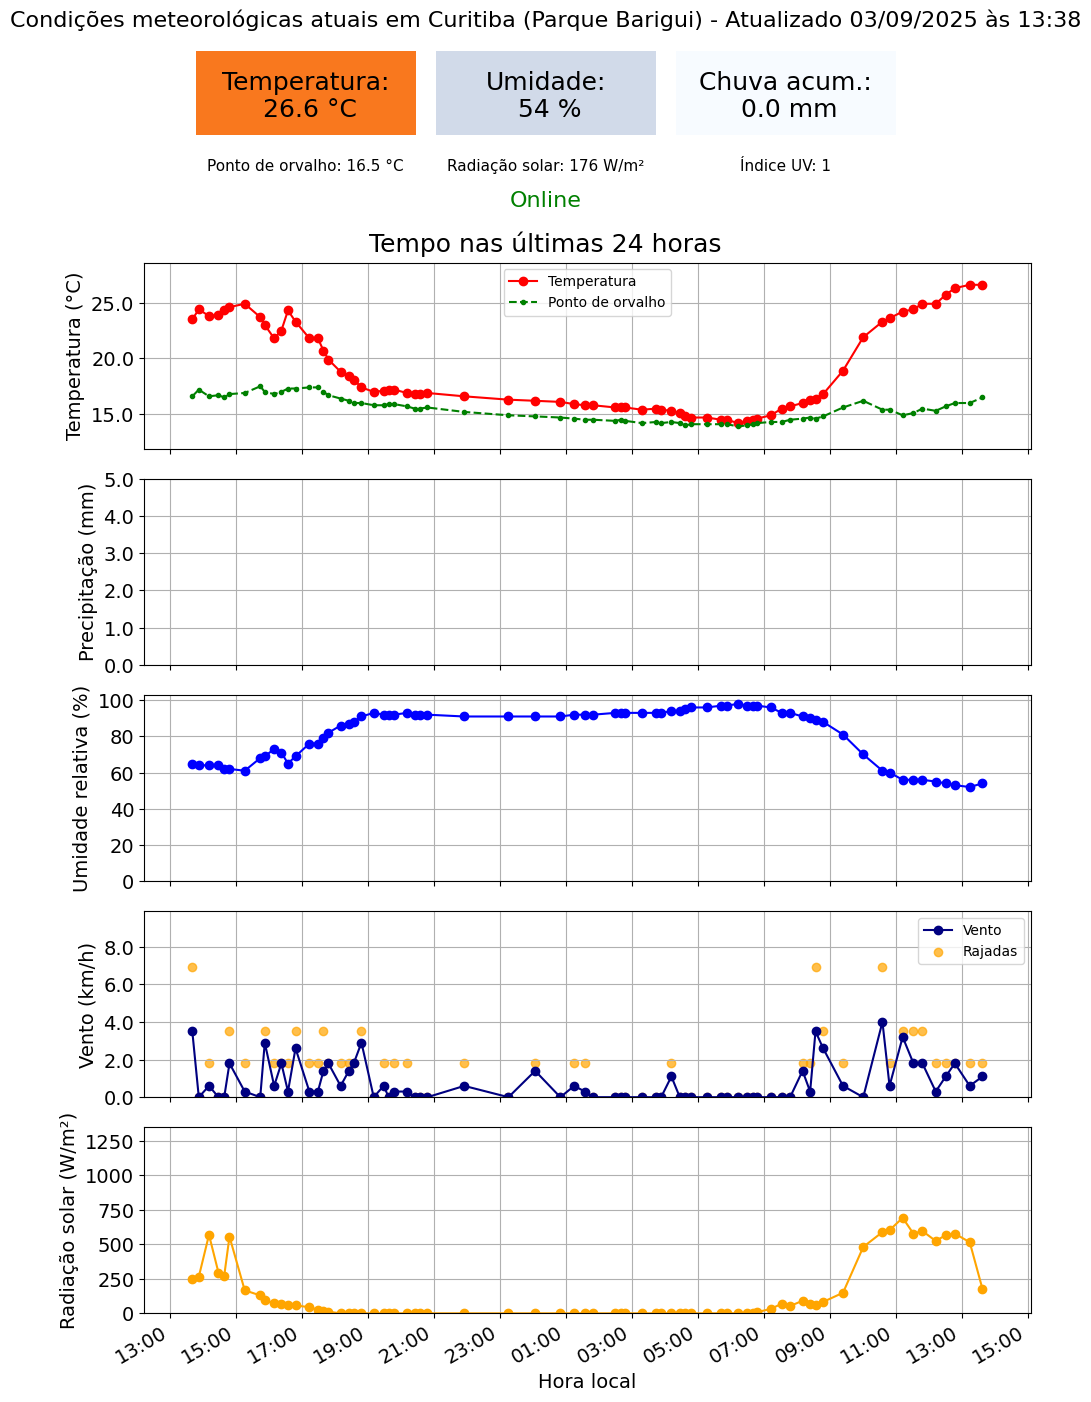 Condições meteorológicas atuais em Curitiba (Parque Barigui) - Atualizado 03/09/2025 às 13:38
Temperatura:
26.6 °C
Umidade:
54 %
Chuva acum.:
0.0 mm
Ponto de orvalho: 16.5 °C
Radiação solar: 176 W/m²
Índice UV: 1
Online
Tempo nas últimas 24 horas
Temperatura (°C)
25.0
20.0
15.0
Temperatura
Ponto de orvalho
Precipitação (mm)
5.0
4.0
3.0
2.0
1.0
0.0
Umidade relativa (%)
100
80
60
40
20
0
Vento (km/h)
8.0
6.0
4.0
2.0
0.0
Vento
Rajadas
Radiação solar (W/m²)
1250
1000
750
500
250
0
13:00
15:00
17:00
19:00
21:00
23:00
01:00
03:00
05:00
07:00
09:00
11:00
13:00
15:00
Hora local